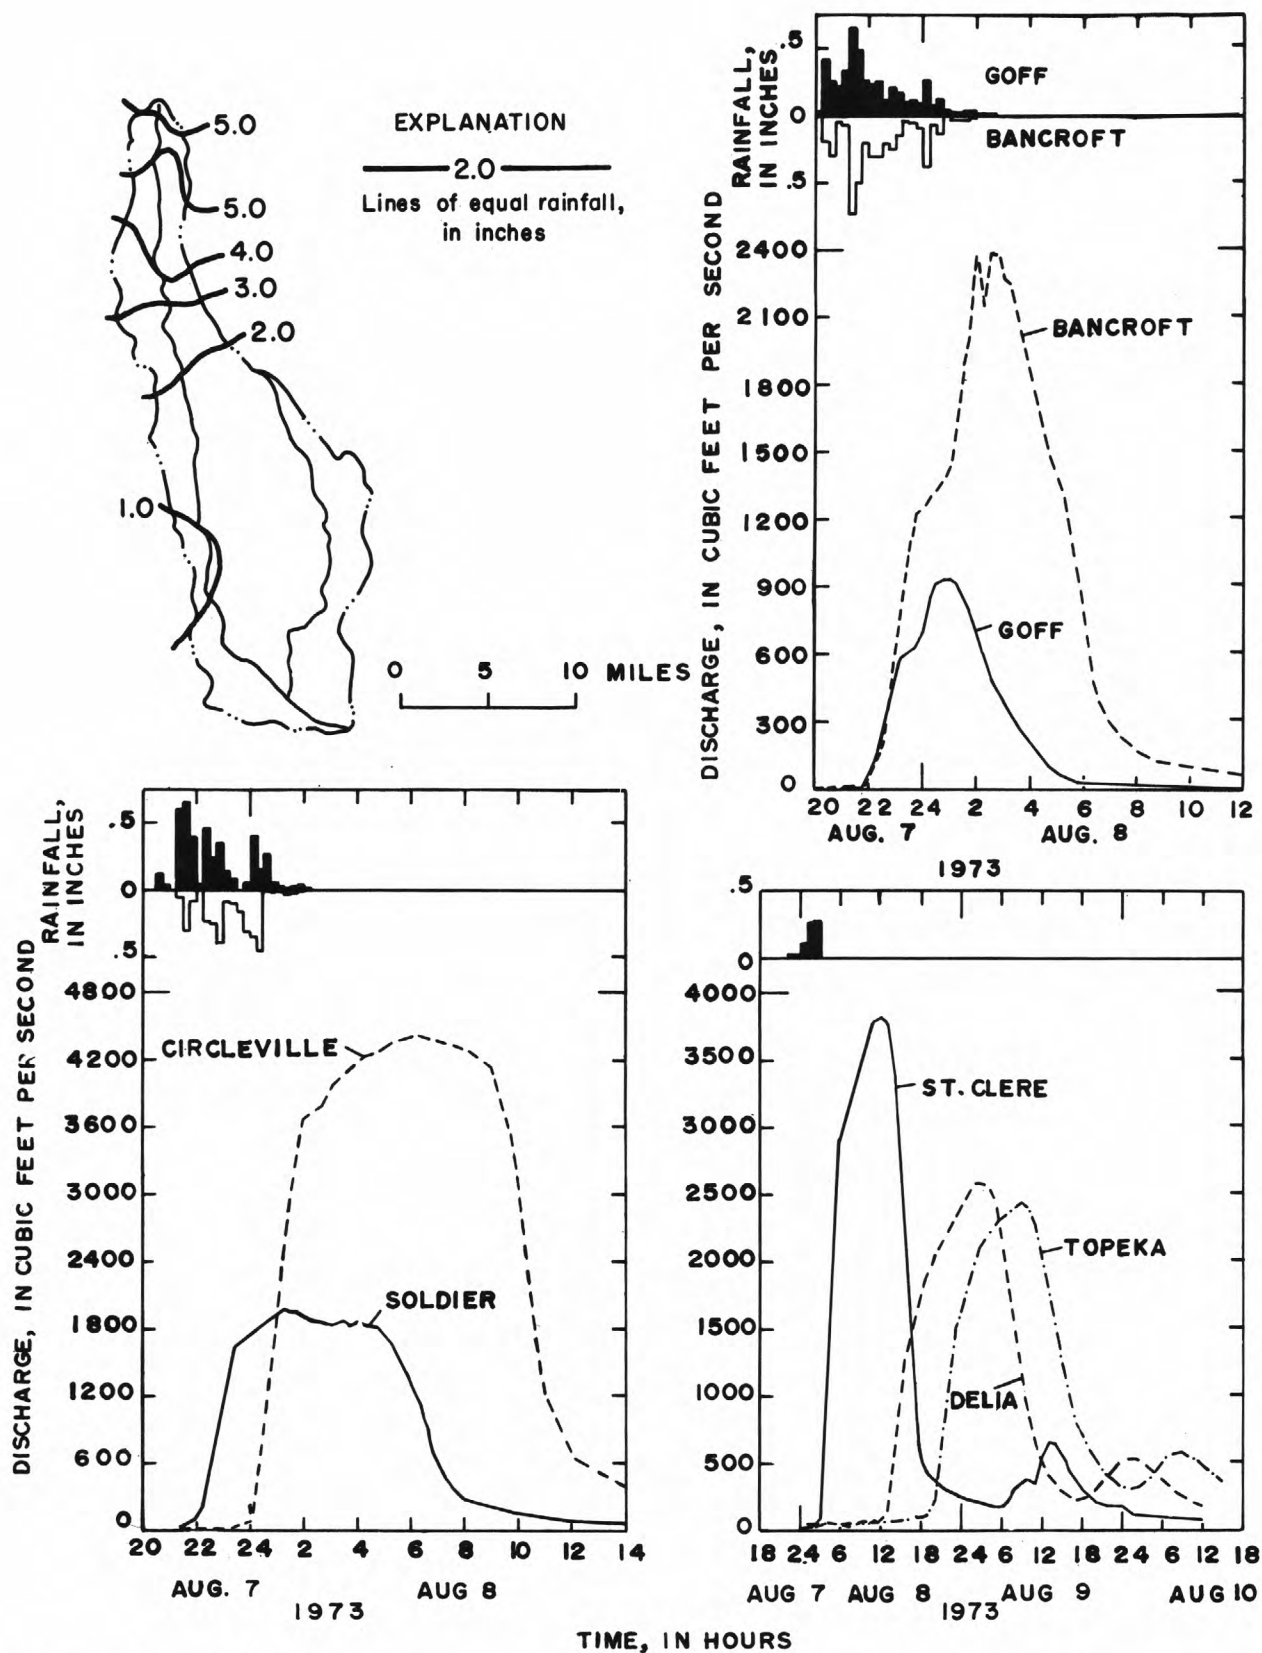 EXPLANATION
2.0
Lines of equal rainfall,
in inches
5.0
5.0
4.0
3.0
2.0
1.0
0 5 10 MILES
RAINFALL,
IN INCHES
.5
0
.5
GOFF
BANCROFT
DISCHARGE, IN CUBIC FEET PER SECOND
2400
2100
1800
1500
1200
900
600
300
0
BANCROFT
GOFF
20 22 24 2 4 6 8 10 12
AUG. 7 AUG. 8
1973
RAINFALL,
IN INCHES
.5
0
.5
DISCHARGE, IN CUBIC FEET PER SECOND
4800
4200
3600
3000
2400
1800
1200
600
0
CIRCLEVILLE
SOLDIER
20 22 24 2 4 6 8 10 12 14
AUG. 7 AUG 8
1973
.5
0
4000
3500
3000
2500
2000
1500
1000
500
0
ST. CLERE
TOPEKA
DELIA
18 24 6 12 18 24 6 12 18 24 6 12 18
AUG 7 AUG 8 AUG 9 AUG 10
1973
TIME, IN HOURS